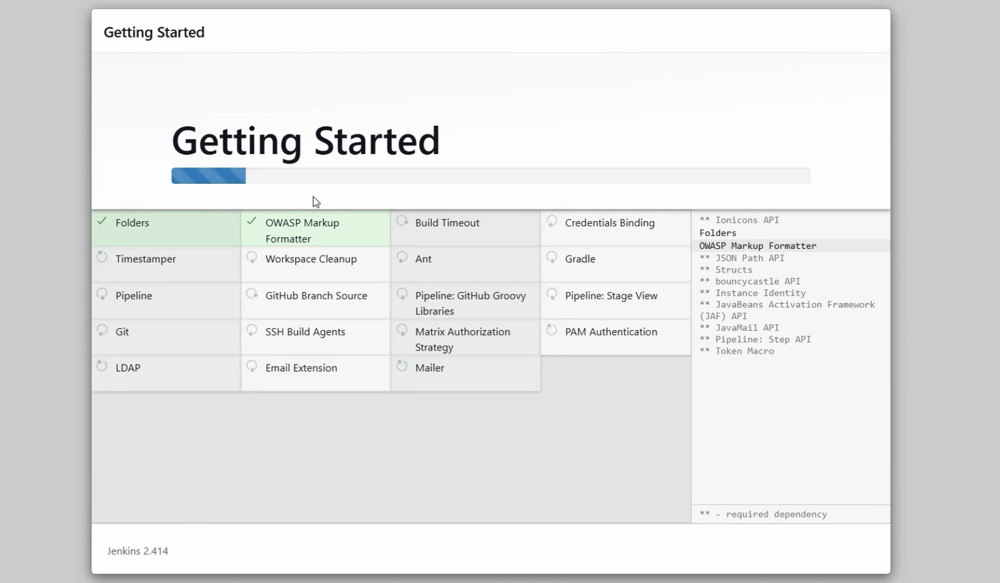 Getting Started
Getting Started
Folders
OWASP Markup
Formatter
Build Timeout
Credentials Binding
Timestamper
Workspace Cleanup
Ant
Gradle
Pipeline
GitHub Branch Source
Pipeline: GitHub Groovy
Libraries
Pipeline: Stage View
Git
SSH Build Agents
Matrix Authorization
Strategy
PAM Authentication
LDAP
Email Extension
Mailer
** Ionicons API
Folders
OWASP Markup Formatter
** JSON Path API
** Structs
** bouncycastle API
** Instance Identity
** JavaBeans Activation Framework
(JAF) API
** JavaMail API
** Pipeline: Step API
** Token Macro
** - required dependency
Jenkins 2.414